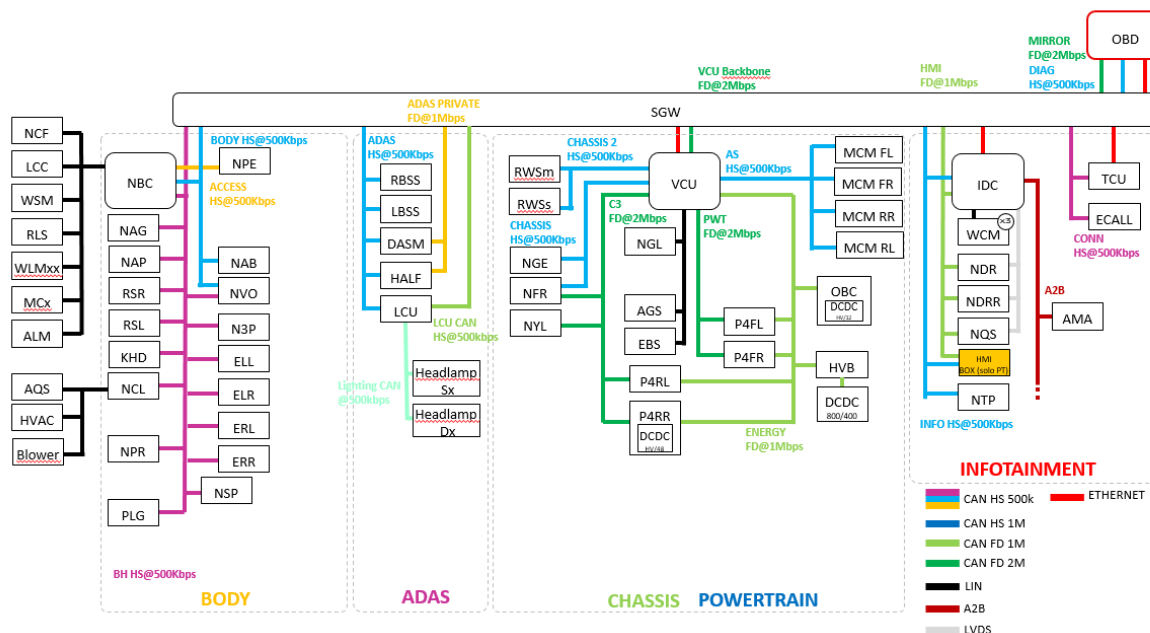 OBD
MIRROR
FD@2Mbps
DIAG
HS@500Kbps
HMI
FD@1Mbps
VCU Backbone
FD@2Mbps
ADAS PRIVATE
FD@1Mbps
SGW
NCF
LCC
WSM
RLS
WLMxx
MCx
ALM
AQS
HVAC
Blower
NBC
BODY HS@500Kbps
NPE
ACCESS
HS@500Kbps
NAG
NAP
RSR
RSL
KHD
NCL
NPR
PLG
NAB
NVO
N3P
ELL
ELR
ERL
ERR
NSP
BH HS@500Kbps
BODY
ADAS
HS@500Kbps
RBSS
LBSS
DASM
HALF
LCU
LCU CAN
HS@500kbps
Lighting CAN
@500kbps
Headlamp
Sx
Headlamp
Dx
ADAS
CHASSIS 2
HS@500Kbps
RWSm
RWSs
CHASSIS
HS@500Kbps
NGE
NFR
NYL
VCU
C3
FD@2Mbps
AS
HS@500Kbps
PWT
FD@2Mbps
NGL
AGS
EBS
P4RL
P4RR
DCDC
HV/48
P4FL
P4FR
MCM FL
MCM FR
MCM RR
MCM RL
OBC
DCDC
HV/12
HVB
DCDC
800/400
ENERGY
FD@1Mbps
CHASSIS
POWERTRAIN
IDC
x3
WCM
NDR
NDRR
NQS
HMI
BOX (solo PT)
NTP
INFO HS@500Kbps
TCU
ECALL
CONN
HS@500Kbps
A2B
AMA
INFOTAINMENT
CAN HS 500k
ETHERNET
CAN HS 1M
CAN FD 1M
CAN FD 2M
LIN
A2B
LVDS